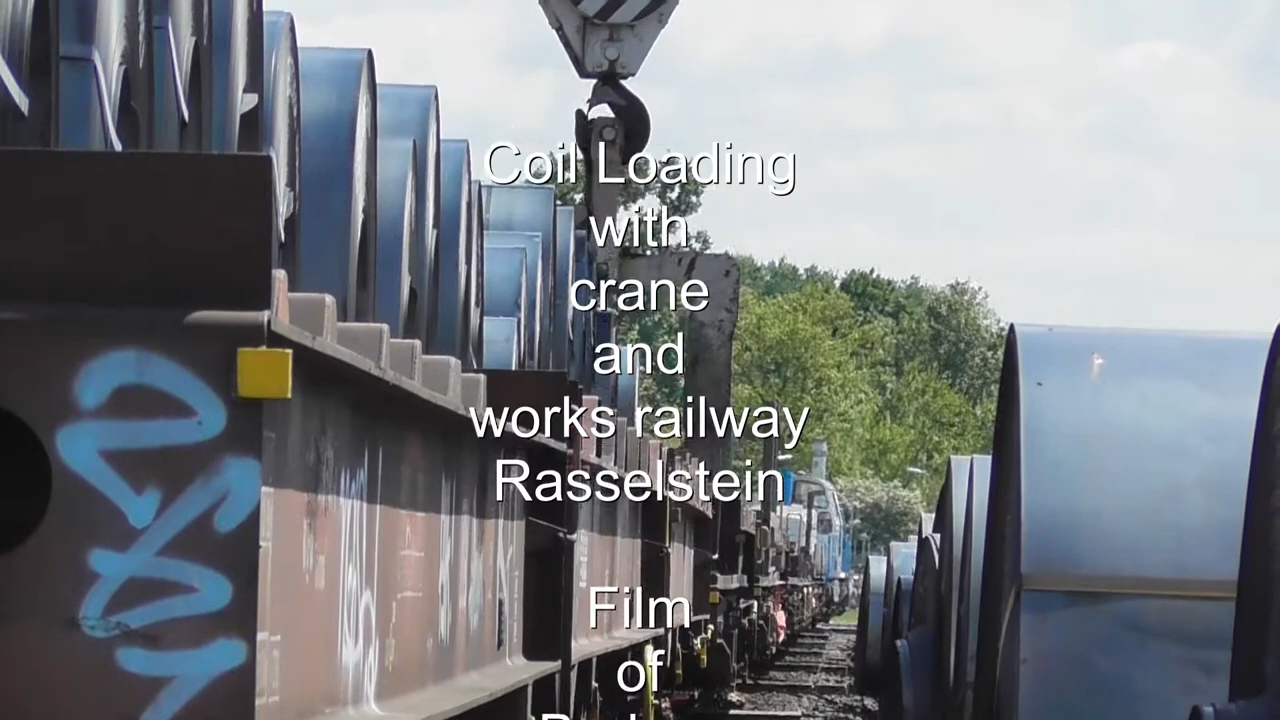 Coil Loading
with
crane
and
works railway
Rasselstein
Film
of